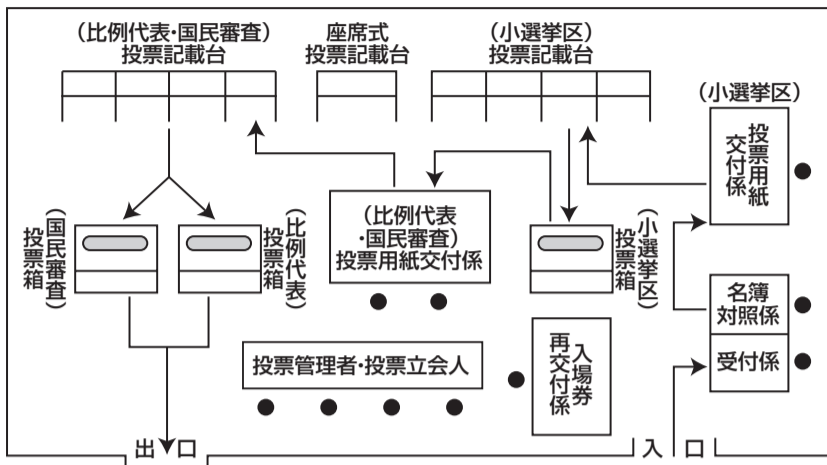 (比例代表・国民審査)
投票記載台
座席式
投票記載台
(小選挙区)
投票記載台
(小選挙区)
投票用紙
交付係
(国民審査)
投票箱
(比例代表)
投票箱
(比例代表
・国民審査)
投票用紙交付係
(小選挙区)
投票箱
名簿
対照係
受付係
投票管理者・投票立会人
入場券
再交付係
出口
入口